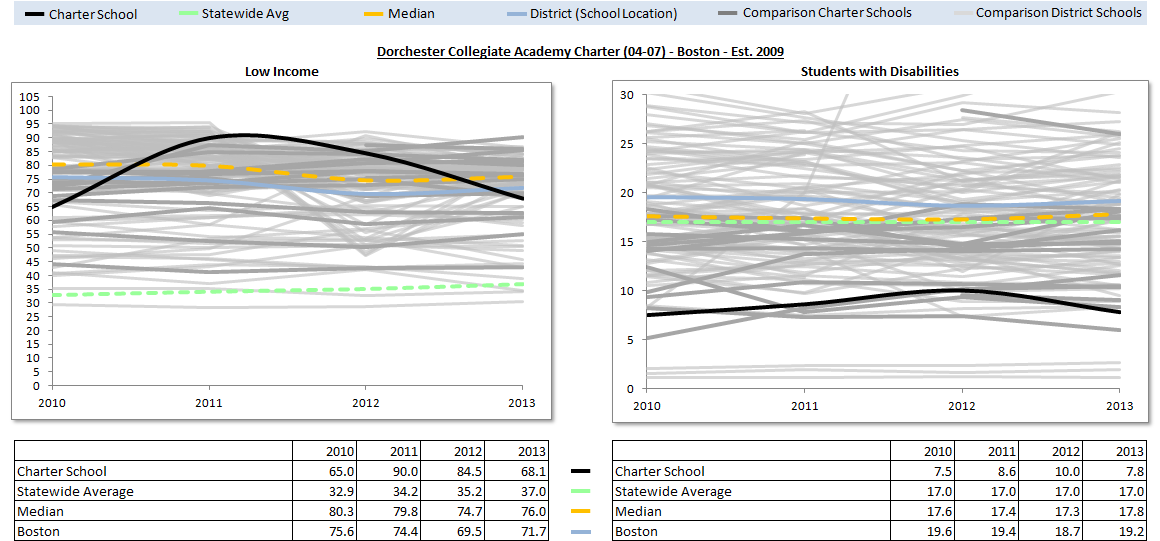 Charter School Statewide Avg Median District (School Location) Comparison Charter Schools Comparison District Schools
Dorchester Collegiate Academy Charter (04-07) - Boston - Est. 2009
Low Income
105
100
95
90
85
80
75
70
65
60
55
50
45
40
35
30
25
20
15
10
5
0
2010 2011 2012 2013
Students with Disabilities
30
25
20
15
10
5
0
2010 2011 2012 2013
2010 2011 2012 2013
Charter School 65.0 90.0 84.5 68.1
Statewide Average 32.9 34.2 35.2 37.0
Median 80.3 79.8 74.7 76.0
Boston 75.6 74.4 69.5 71.7
2010 2011 2012 2013
Charter School 7.5 8.6 10.0 7.8
Statewide Average 17.0 17.0 17.0 17.0
Median 17.6 17.4 17.3 17.8
Boston 19.6 19.4 18.7 19.2